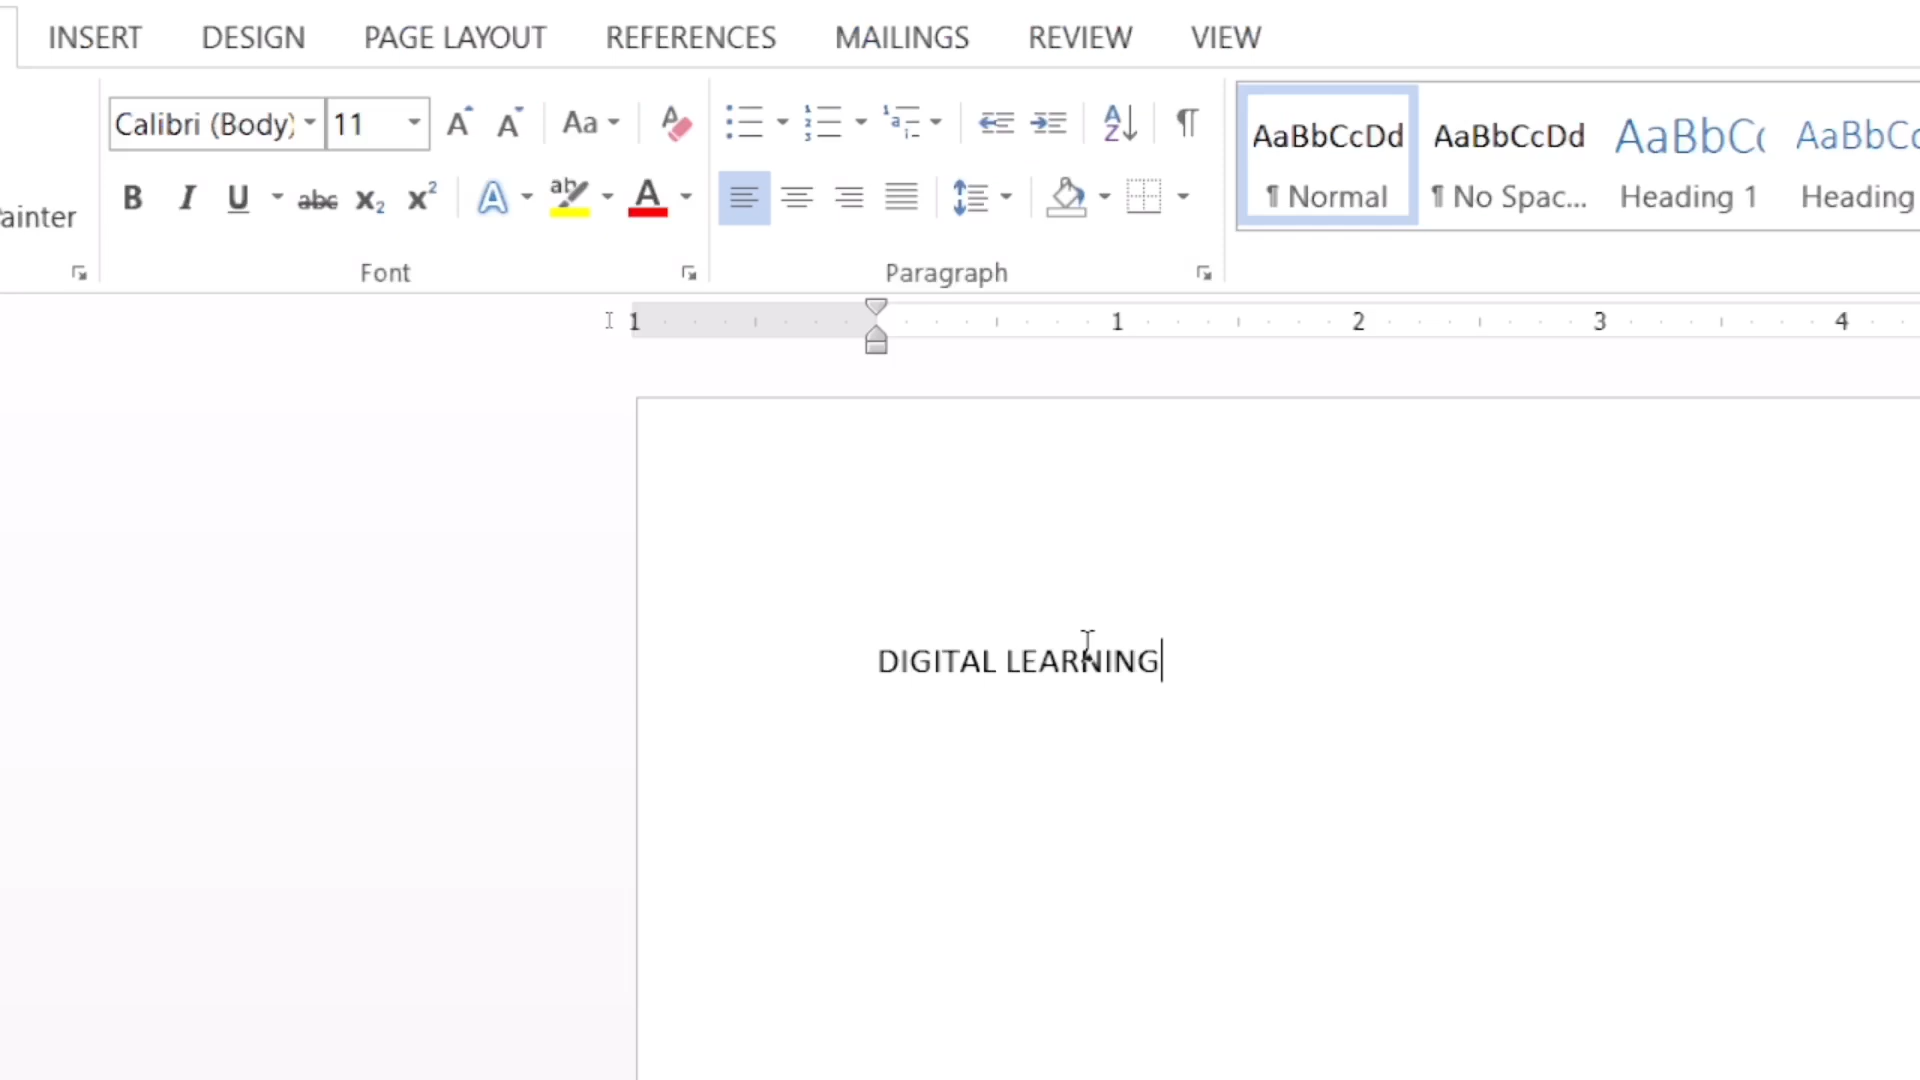 INSERT DESIGN PAGE LAYOUT REFERENCES MAILINGS REVIEW VIEW
Calibri (Body) 11 Aa AaBbCcDd AaBbCcDd AaBbC AaBbC
ainter B I U abc X₂ X² A ab A ¶ Normal ¶ No Spac... Heading 1 Heading
Font Paragraph
1 1 2 3 4
DIGITAL LEARNING